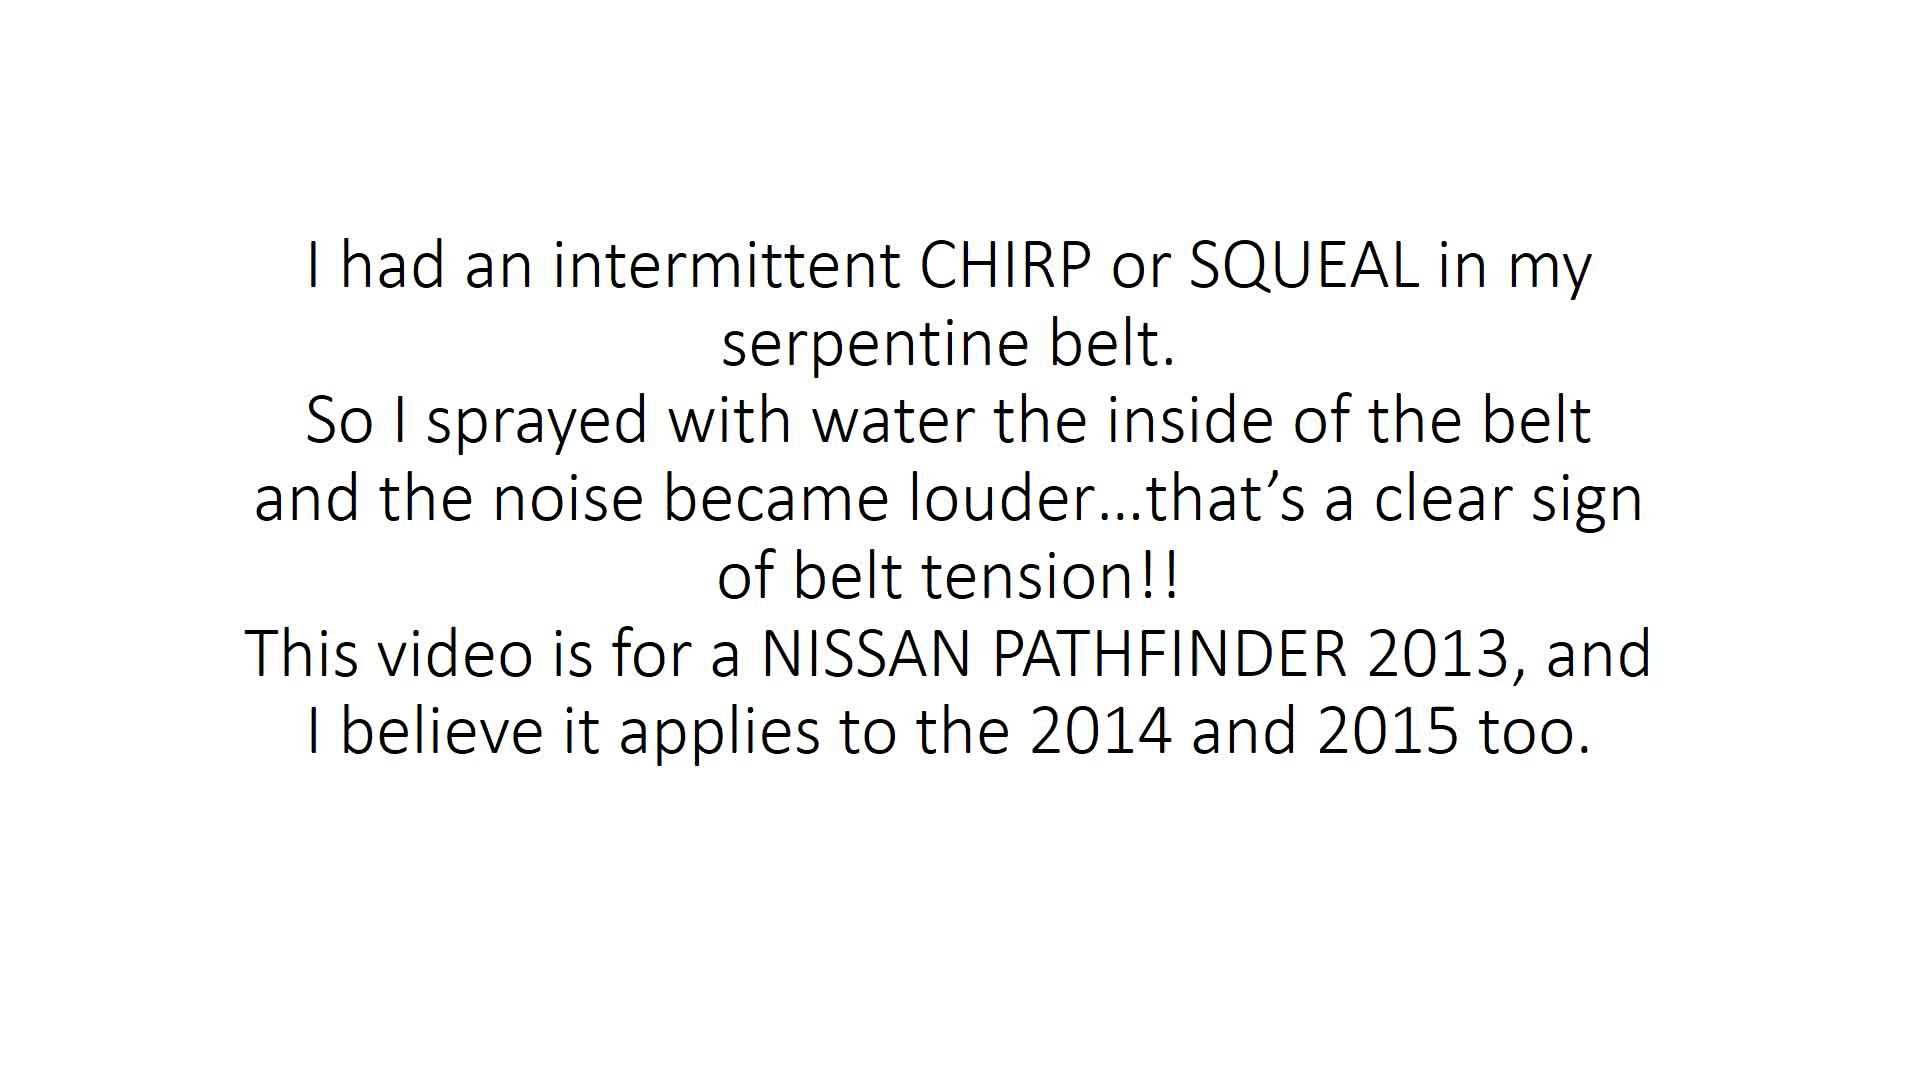 I had an intermittent CHIRP or SQUEAL in my
serpentine belt.
So I sprayed with water the inside of the belt
and the noise became louder…that’s a clear sign
of belt tension!!
This video is for a NISSAN PATHFINDER 2013, and
I believe it applies to the 2014 and 2015 too.